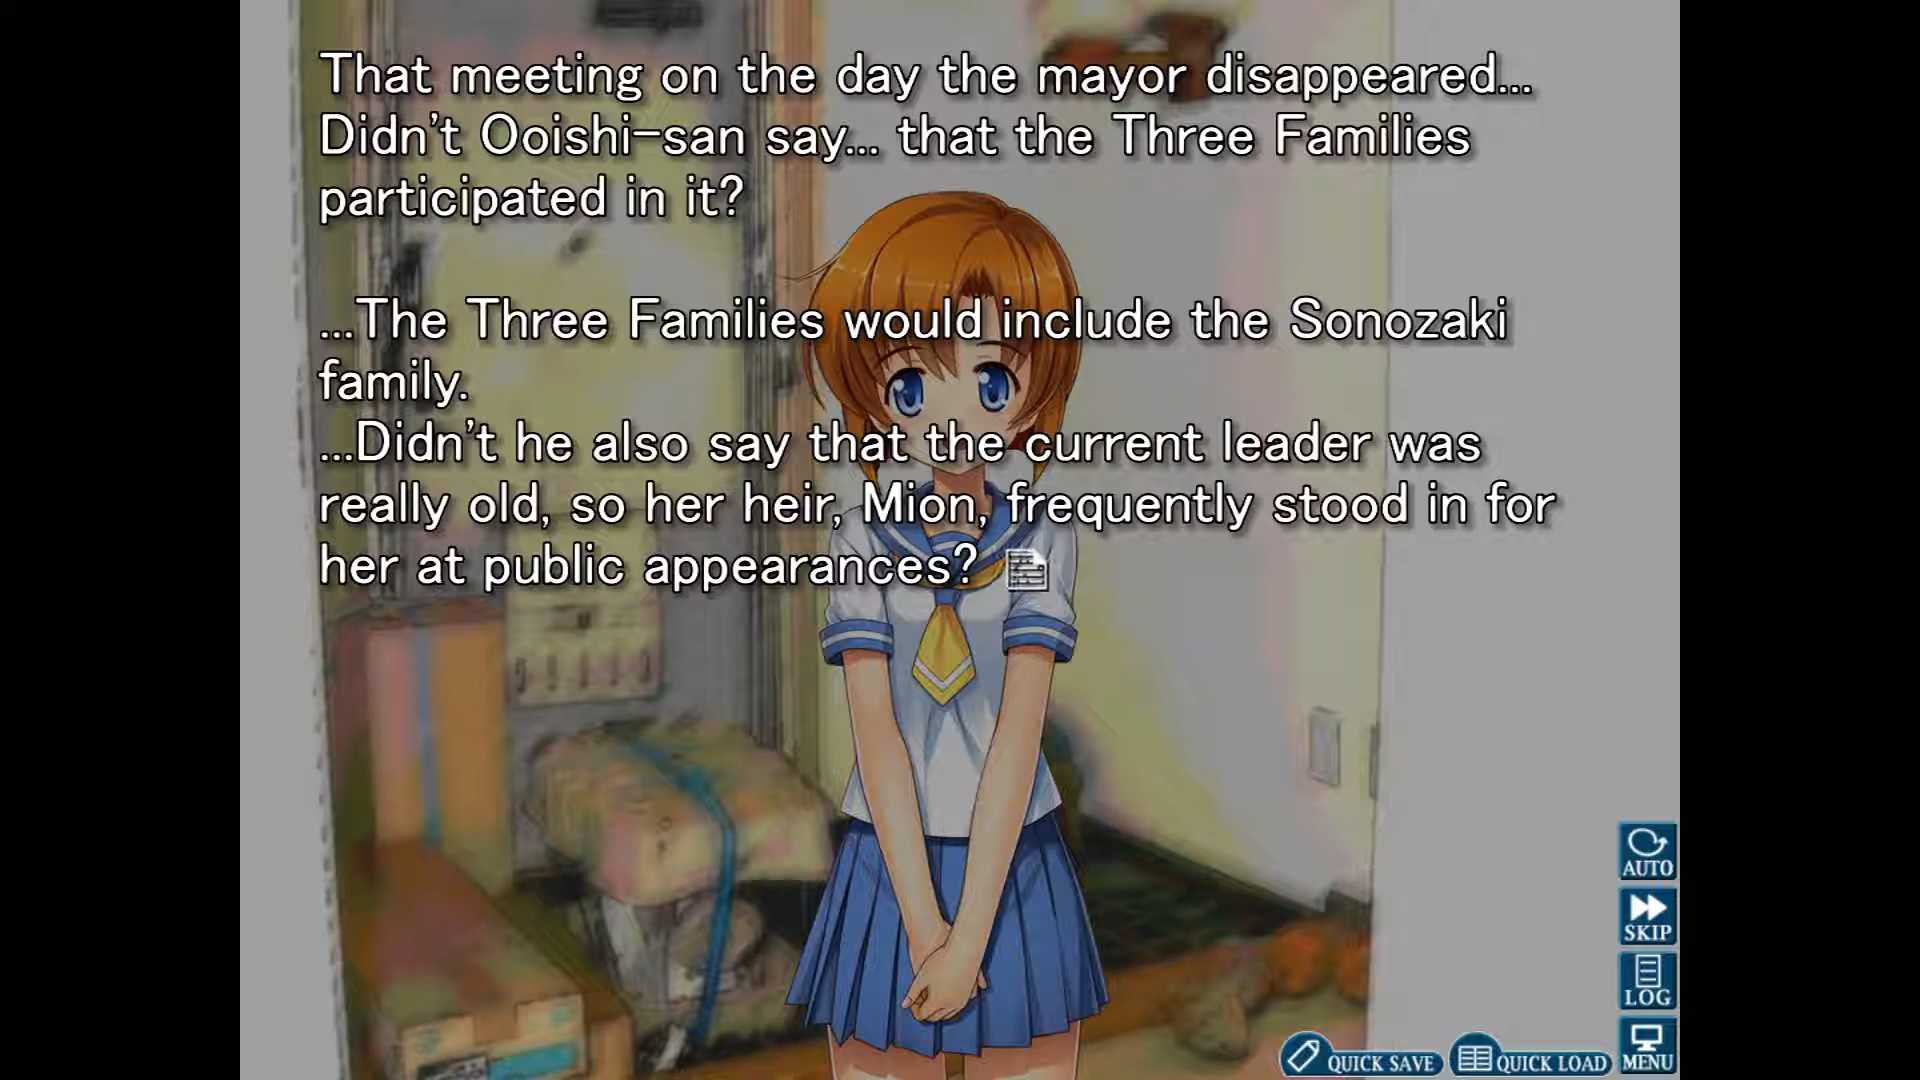 That meeting on the day the mayor disappeared...
Didn't Ooishi-san say... that the Three Families
participated in it?
...The Three Families would include the Sonozaki
family.
...Didn't he also say that the current leader was
really old, so her heir, Mion, frequently stood in for
her at public appearances?
AUTO
SKIP
LOG
QUICK SAVE
QUICK LOAD
MENU